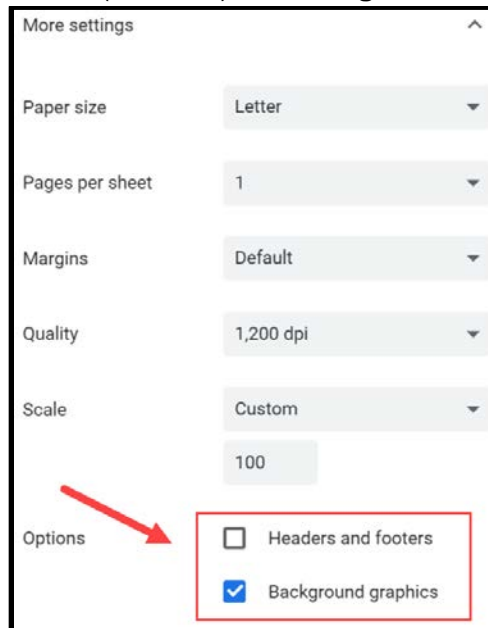 More settings
Paper size Letter
Pages per sheet 1
Margins Default
Quality 1,200 dpi
Scale Custom
100
Options Headers and footers
Background graphics